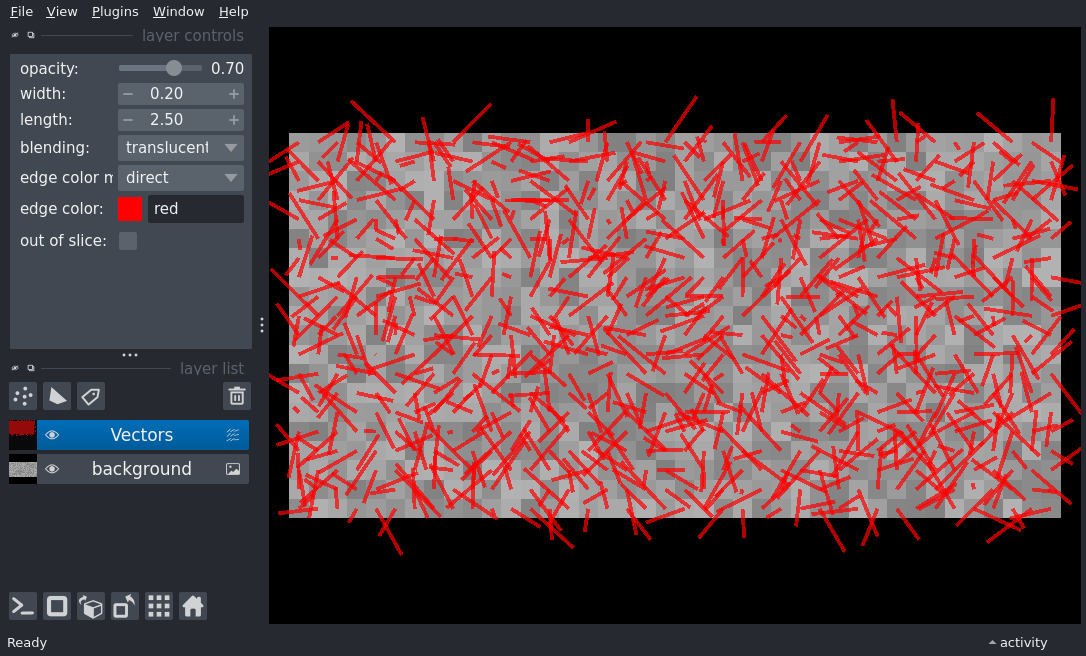 File View Plugins Window Help
layer controls
opacity: 0.70
width: − 0.20 +
length: − 2.50 +
blending: translucent
edge color m direct
edge color: red
out of slice:
layer list
Vectors
background
Ready
activity